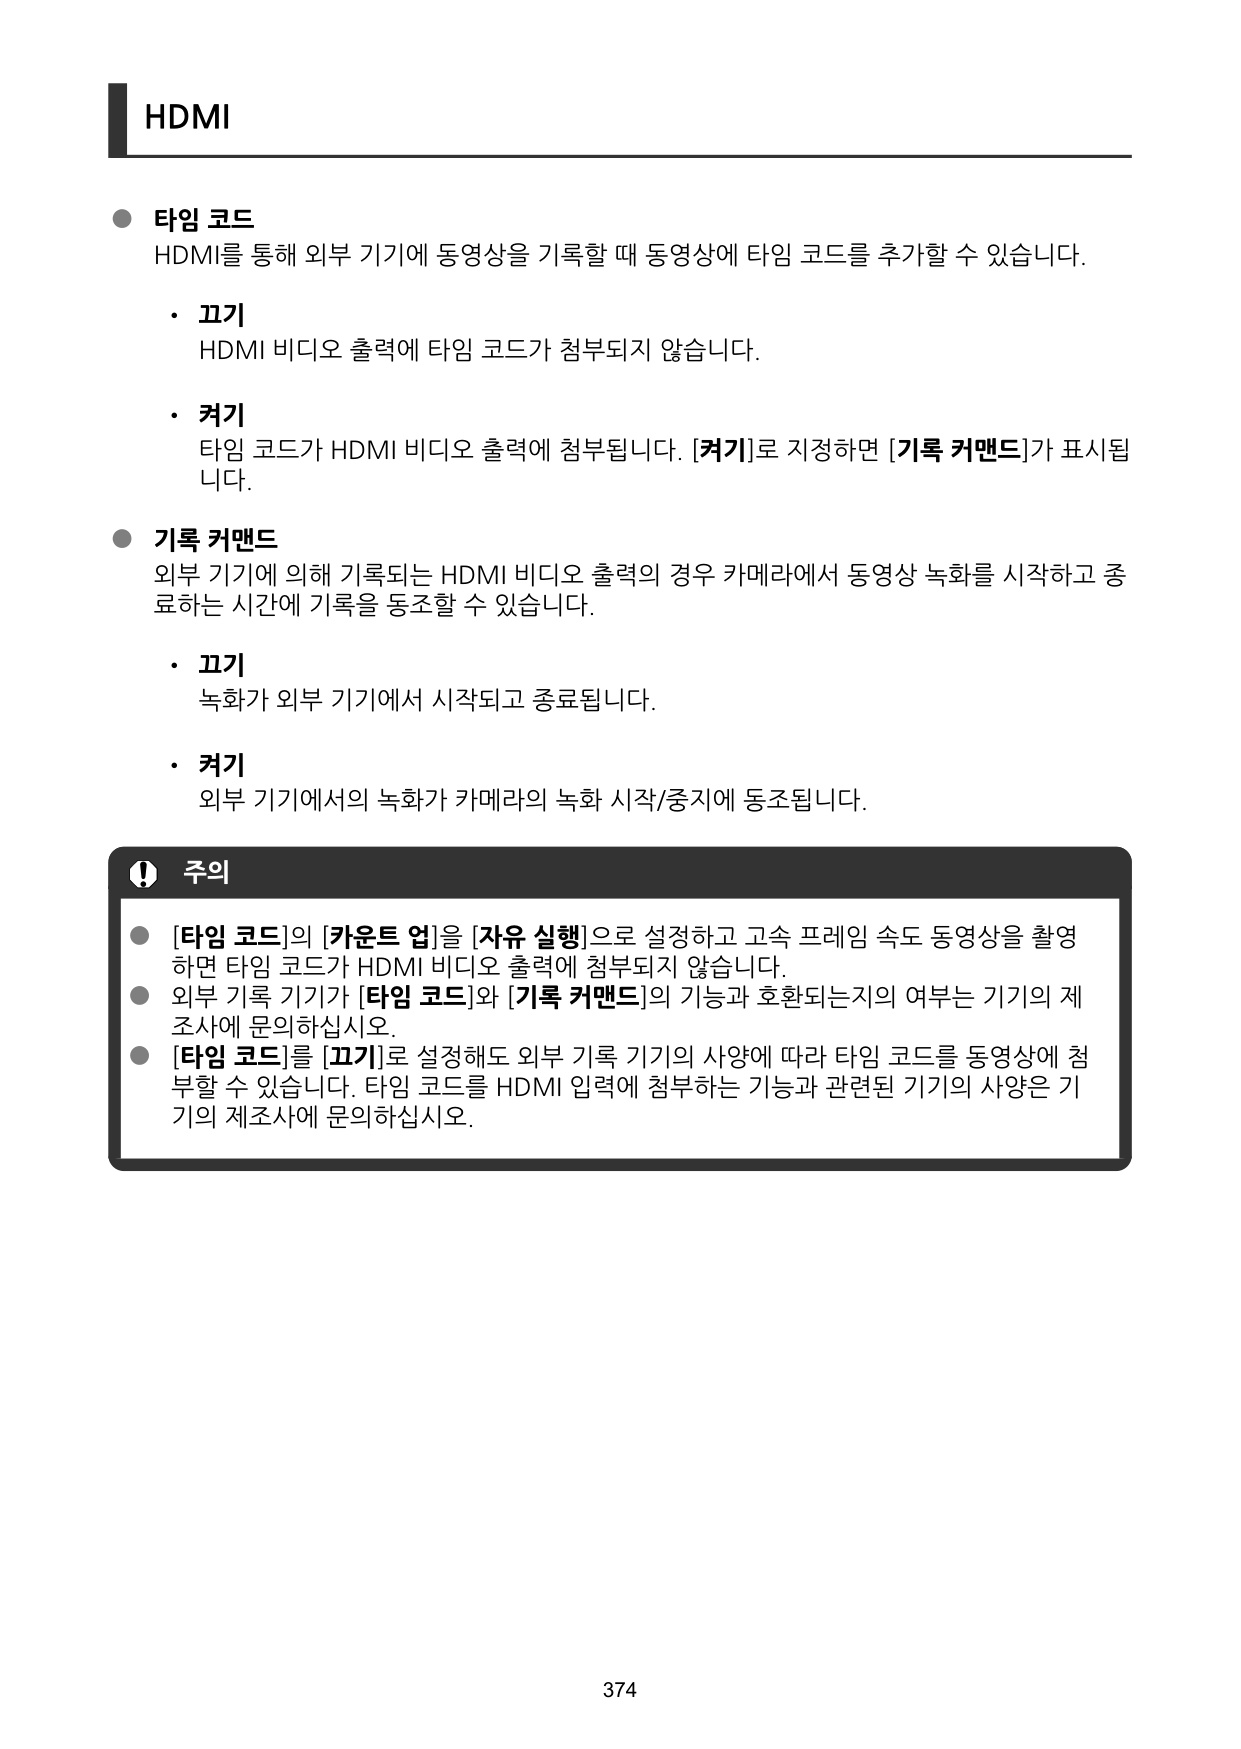 HDMI
● 타임 코드
HDMI를 통해 외부 기기에 동영상을 기록할 때 동영상에 타임 코드를 추가할 수 있습니다.
• 끄기
HDMI 비디오 출력에 타임 코드가 첨부되지 않습니다.
• 켜기
타임 코드가 HDMI 비디오 출력에 첨부됩니다. [켜기]로 지정하면 [기록 커맨드]가 표시됩
니다.
● 기록 커맨드
외부 기기에 의해 기록되는 HDMI 비디오 출력의 경우 카메라에서 동영상 녹화를 시작하고 종
료하는 시간에 기록을 동조할 수 있습니다.
• 끄기
녹화가 외부 기기에서 시작되고 종료됩니다.
• 켜기
외부 기기에서의 녹화가 카메라의 녹화 시작/중지에 동조됩니다.
주의
● [타임 코드]의 [카운트 업]을 [자유 실행]으로 설정하고 고속 프레임 속도 동영상을 촬영
하면 타임 코드가 HDMI 비디오 출력에 첨부되지 않습니다.
● 외부 기록 기기가 [타임 코드]와 [기록 커맨드]의 기능과 호환되는지의 여부는 기기의 제
조사에 문의하십시오.
● [타임 코드]를 [끄기]로 설정해도 외부 기록 기기의 사양에 따라 타임 코드를 동영상에 첨
부할 수 있습니다. 타임 코드를 HDMI 입력에 첨부하는 기능과 관련된 기기의 사양은 기
기의 제조사에 문의하십시오.
374